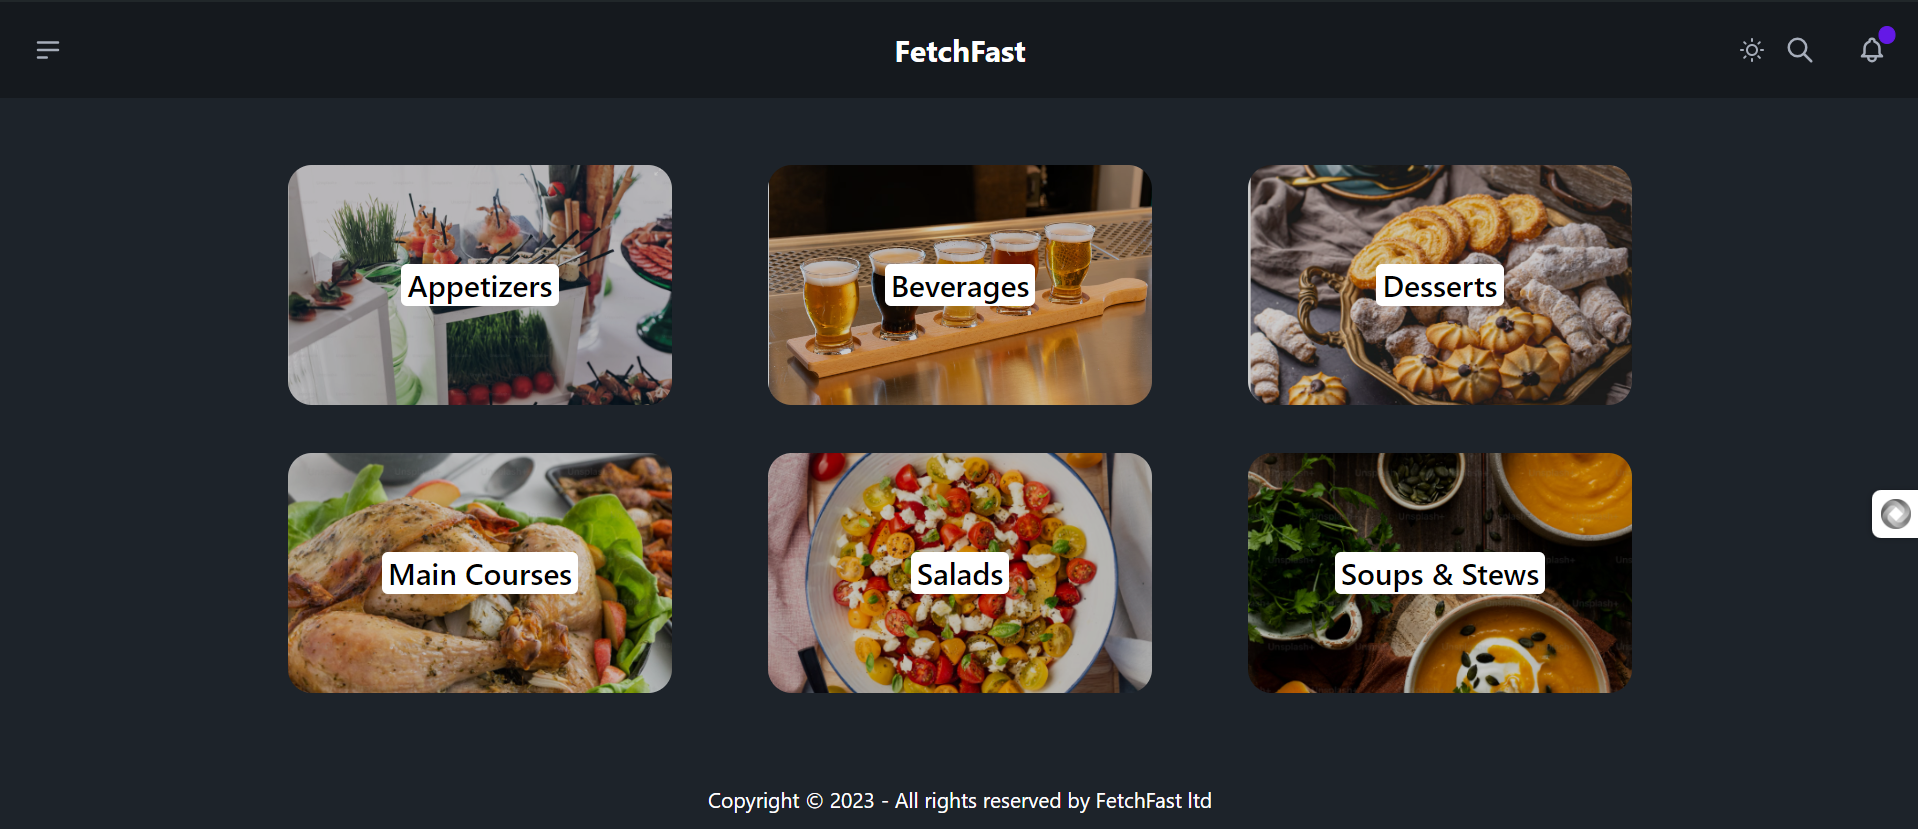 FetchFast
Appetizers
Beverages
Desserts
Main Courses
Salads
Soups & Stews
Copyright © 2023 - All rights reserved by FetchFast ltd